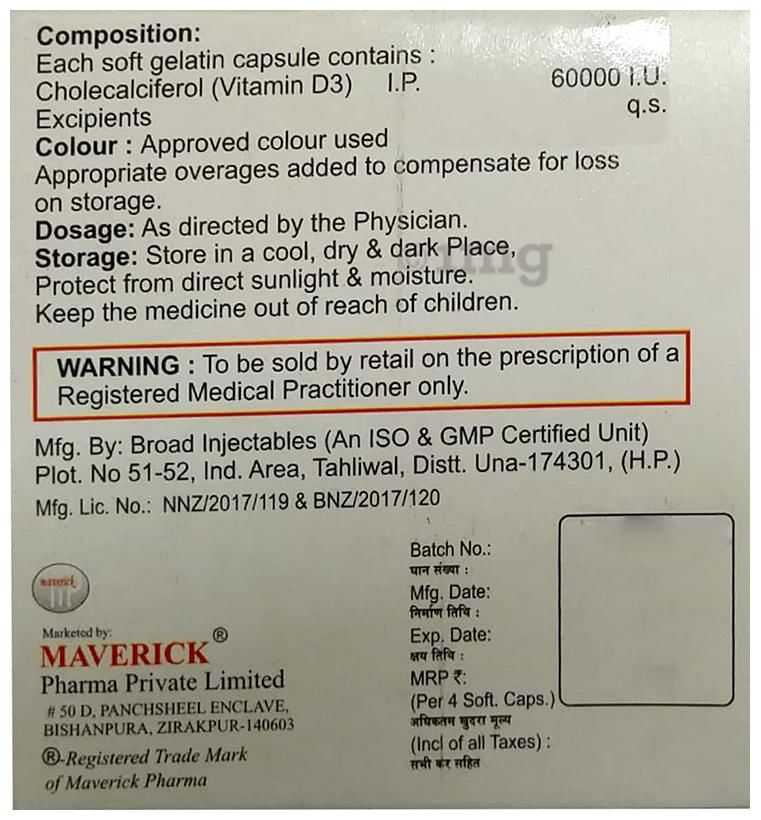 Composition:
Each soft gelatin capsule contains :
Cholecalciferol (Vitamin D3) I.P. 60000 I.U.
Excipients q.s.
Colour : Approved colour used
Appropriate overages added to compensate for loss
on storage.
Dosage: As directed by the Physician.
Storage: Store in a cool, dry & dark Place,
Protect from direct sunlight & moisture.
Keep the medicine out of reach of children.
WARNING : To be sold by retail on the prescription of a
Registered Medical Practitioner only.
Mfg. By: Broad Injectables (An ISO & GMP Certified Unit)
Plot. No 51-52, Ind. Area, Tahliwal, Distt. Una-174301, (H.P.)
Mfg. Lic. No.: NNZ/2017/119 & BNZ/2017/120
maverick
Marketed by:
MAVERICK ®
Pharma Private Limited
# 50 D, PANCHSHEEL ENCLAVE,
BISHANPURA, ZIRAKPUR-140603
®-Registered Trade Mark
of Maverick Pharma
Batch No.:
यान संख्या :
Mfg. Date:
निर्माण तिथि :
Exp. Date:
क्षय तिथि :
MRP ₹:
(Per 4 Soft. Caps.)
अधिकतम खुदरा मूल्य
(Incl of all Taxes) :
सभी कर सहित